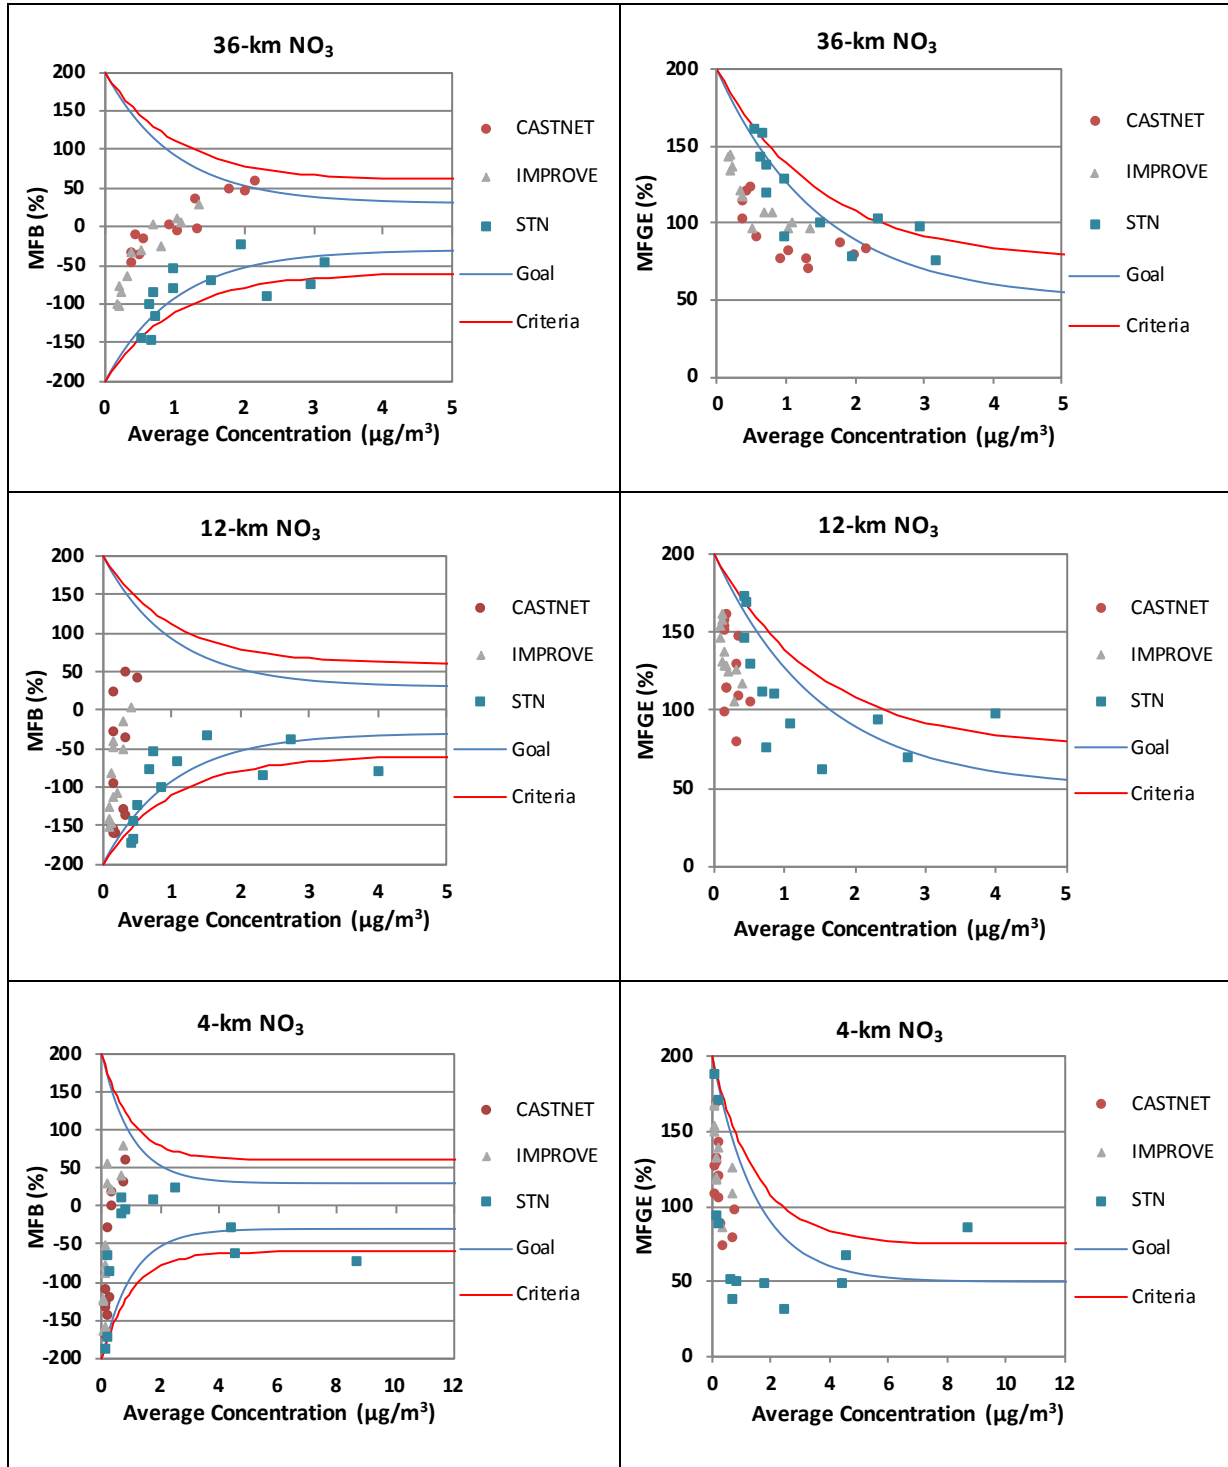 36-km NO₃
200
150
100
50
0
-50
-100
-150
-200
MFB (%)
0 1 2 3 4 5
Average Concentration (µg/m³)
CASTNET
IMPROVE
STN
Goal
Criteria
36-km NO₃
200
150
100
50
0
MFGE (%)
0 1 2 3 4 5
Average Concentration (µg/m³)
CASTNET
IMPROVE
STN
Goal
Criteria
12-km NO₃
200
150
100
50
0
-50
-100
-150
-200
MFB (%)
0 1 2 3 4 5
Average Concentration (µg/m³)
CASTNET
IMPROVE
STN
Goal
Criteria
12-km NO₃
200
150
100
50
0
MFGE (%)
0 1 2 3 4 5
Average Concentration (µg/m³)
CASTNET
IMPROVE
STN
Goal
Criteria
4-km NO₃
200
150
100
50
0
-50
-100
-150
-200
MFB (%)
0 2 4 6 8 10 12
Average Concentration (µg/m³)
CASTNET
IMPROVE
STN
Goal
Criteria
4-km NO₃
200
150
100
50
0
MFGE (%)
0 2 4 6 8 10 12
Average Concentration (µg/m³)
CASTNET
IMPROVE
STN
Goal
Criteria